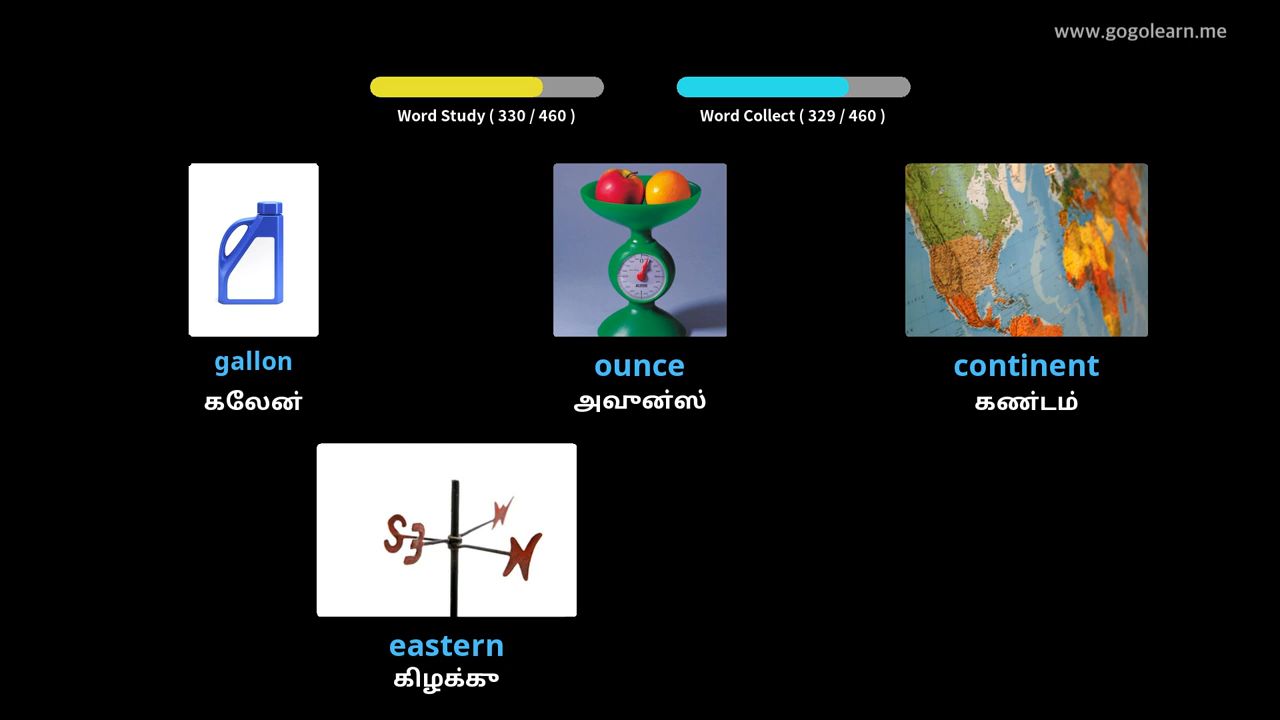 www.gogolearn.me
Word Study ( 330 / 460 )
Word Collect ( 329 / 460 )
gallon
ounce
continent
கலேன்
அவுன்ஸ்
கண்டம்
eastern
கிழக்கு